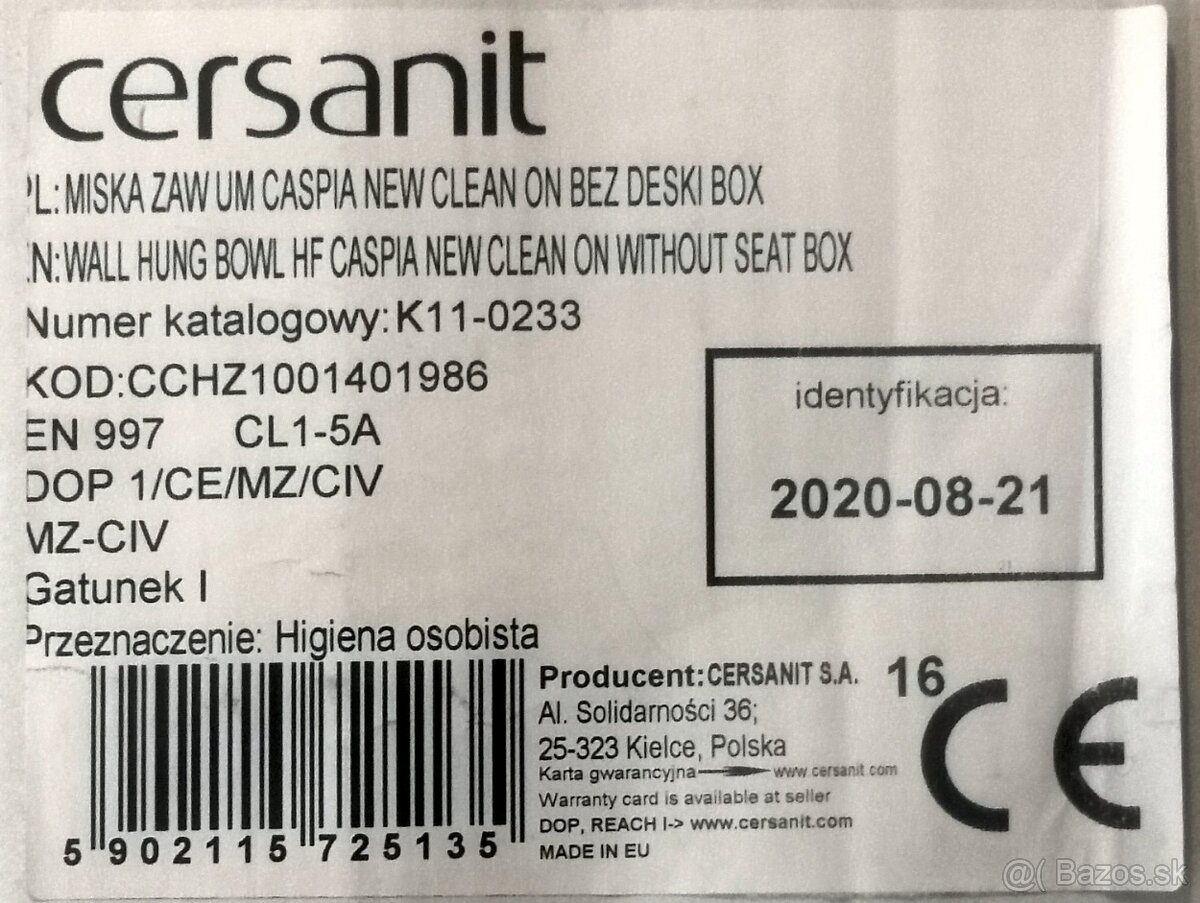 cersanit
PL: MISKA ZAW UM CASPIA NEW CLEAN ON BEZ DESKI BOX
EN: WALL HUNG BOWL HF CASPIA NEW CLEAN ON WITHOUT SEAT BOX
Numer katalogowy: K11-0233
KOD:CCHZ1001401986
EN 997 CL1-5A
DOP 1/CE/MZ/CIV
MZ-CIV
Gatunek I
Przeznaczenie: Higiena osobista
identyfikacja:
2020-08-21
5 902115 725135
Producent: CERSANIT S.A.
Al. Solidarności 36;
25-323 Kielce, Polska
Karta gwarancyjna www.cersanit.com
Warranty card is available at seller
DOP, REACH I-> www.cersanit.com
MADE IN EU
16
CE
@( Bazos.sk